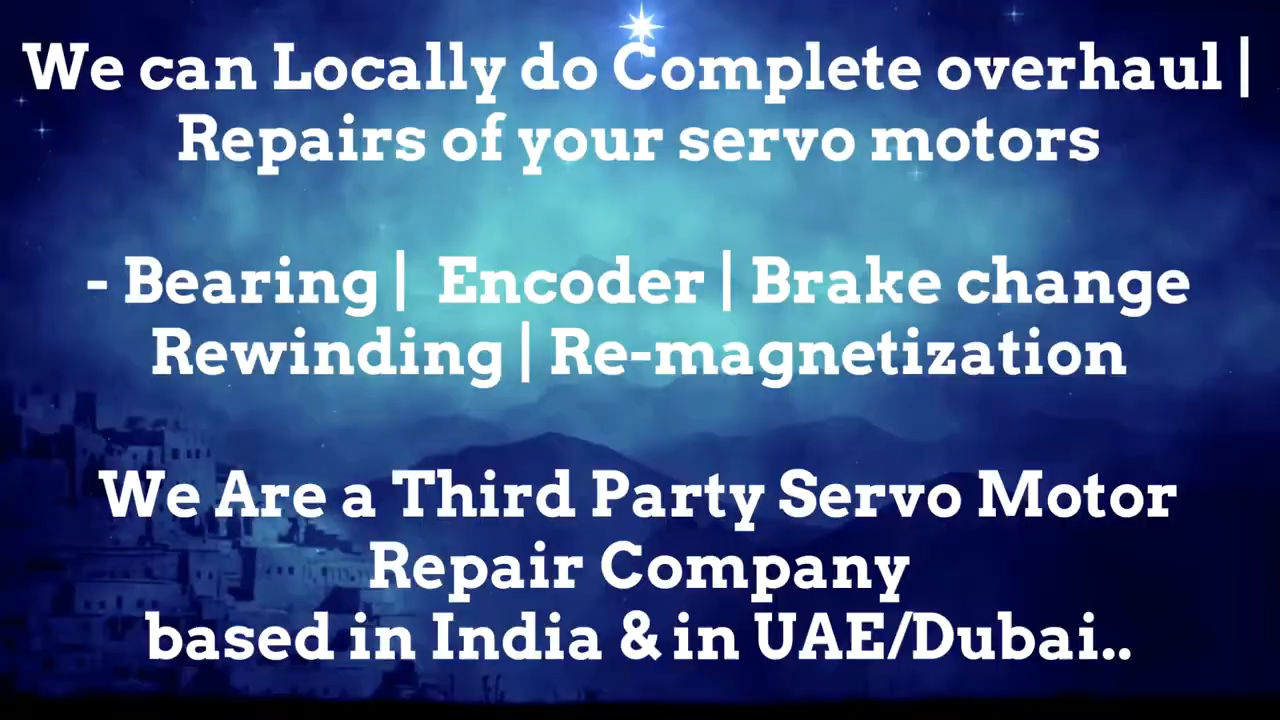 We can Locally do Complete overhaul |
Repairs of your servo motors
- Bearing | Encoder | Brake change
Rewinding | Re-magnetization
We Are a Third Party Servo Motor
Repair Company
based in India & in UAE/Dubai..